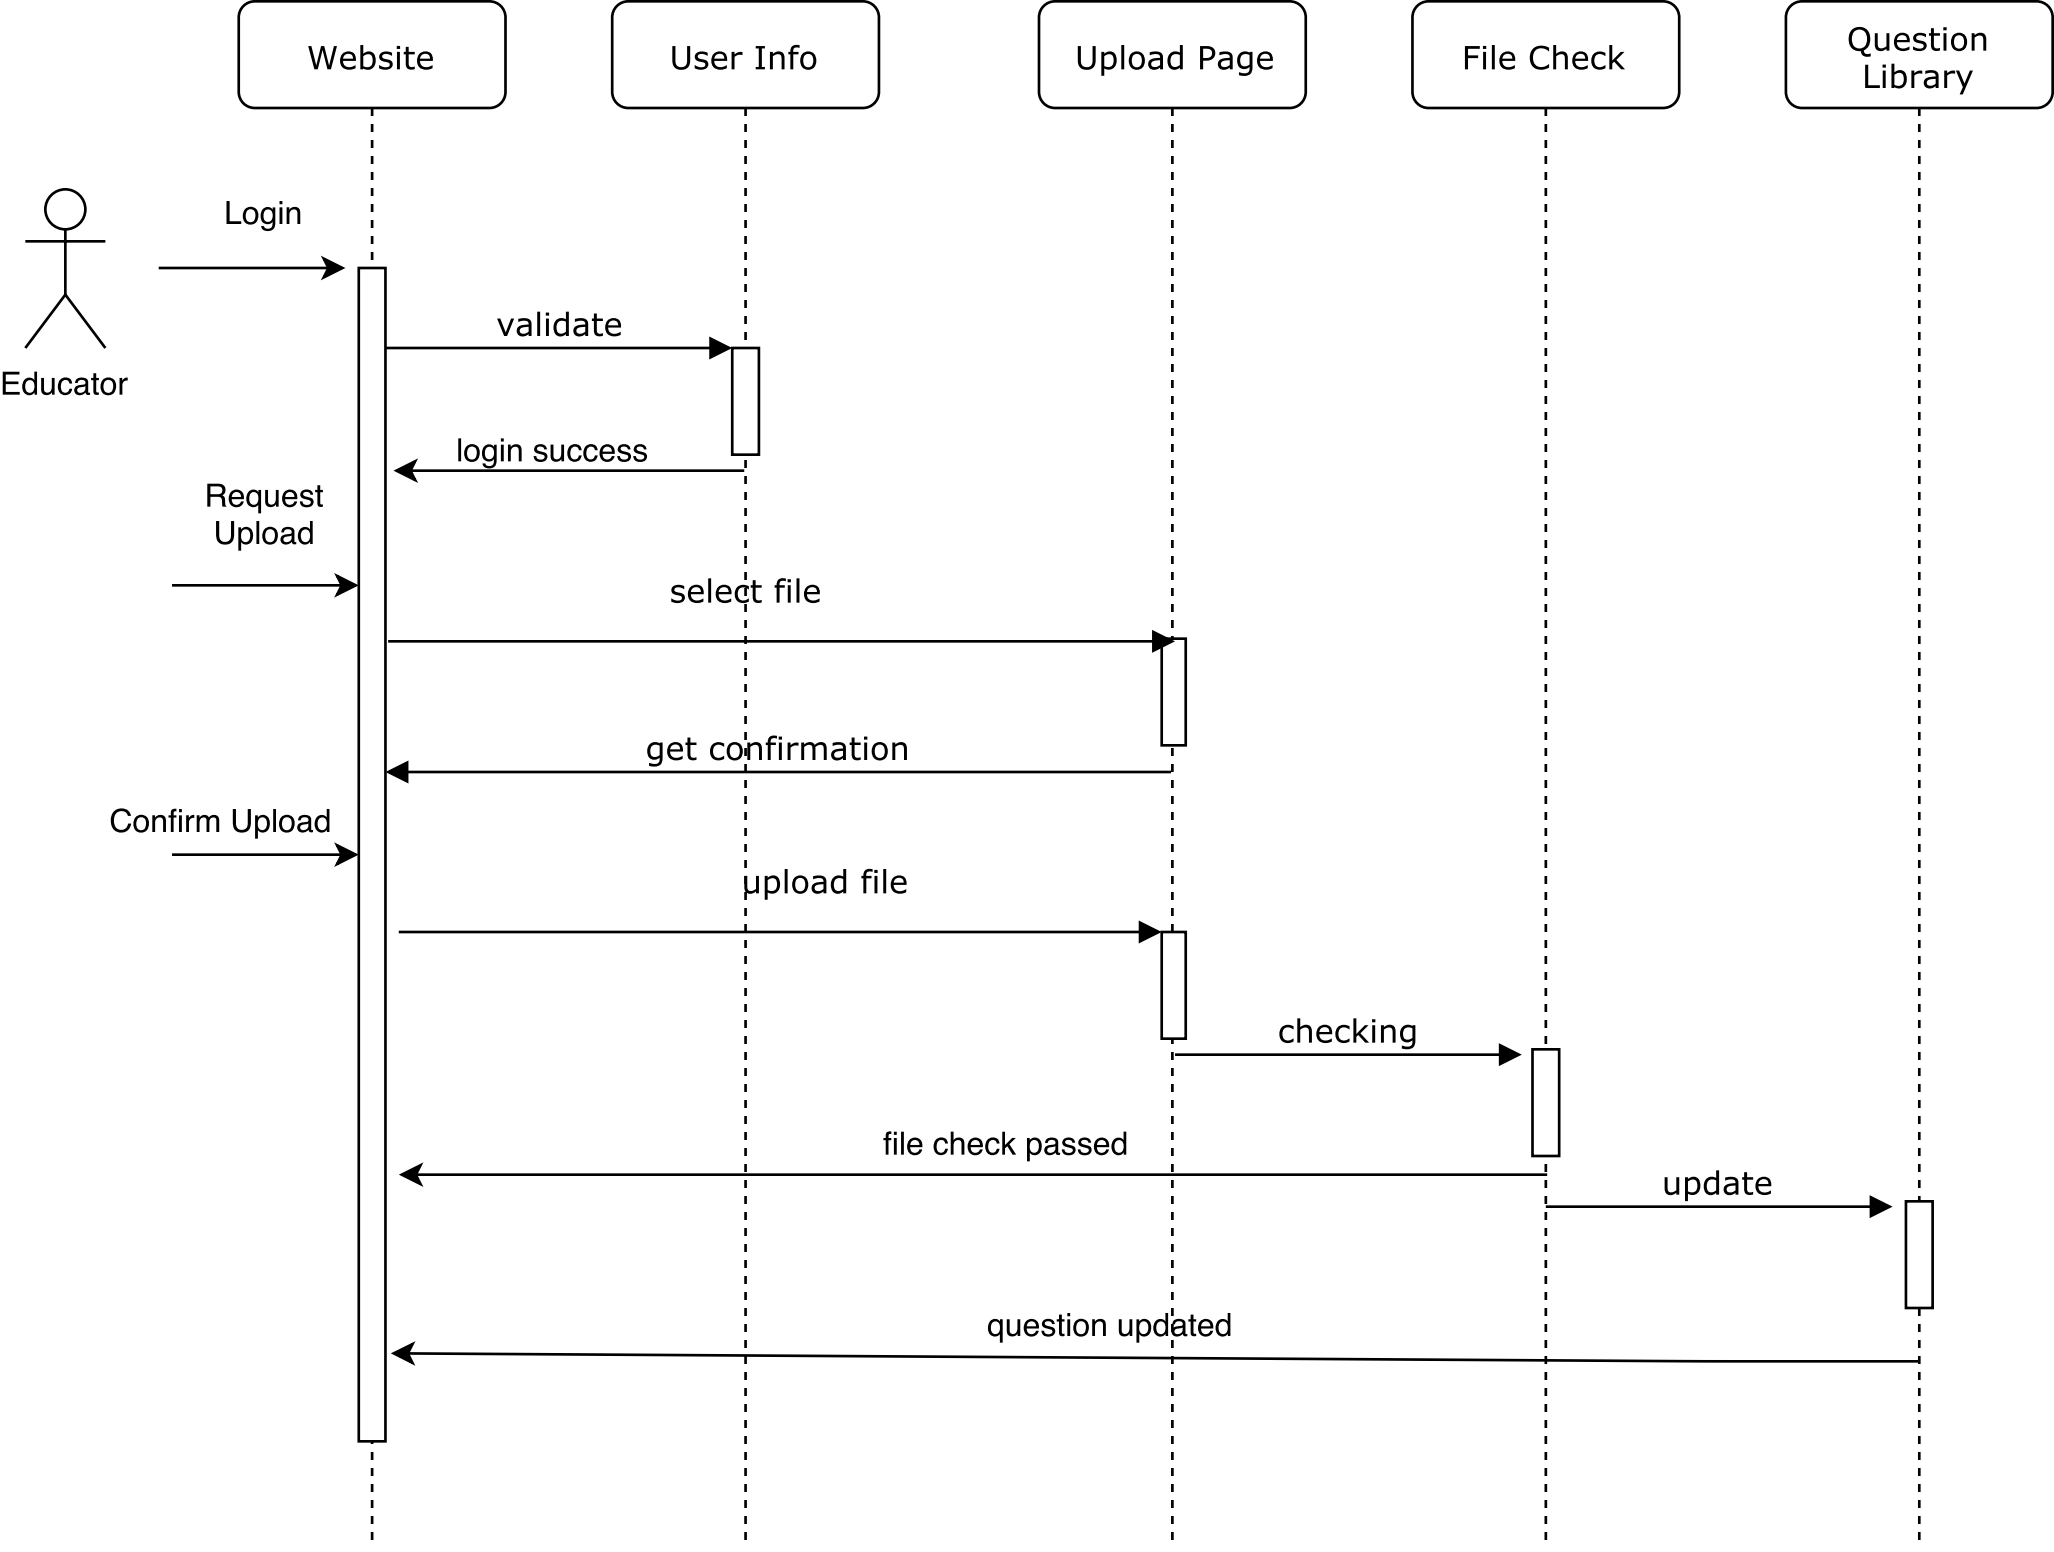 Website
User Info
Upload Page
File Check
Question
Library
Login
validate
Educator
login success
Request
Upload
select file
get confirmation
Confirm Upload
upload file
checking
file check passed
update
question updated